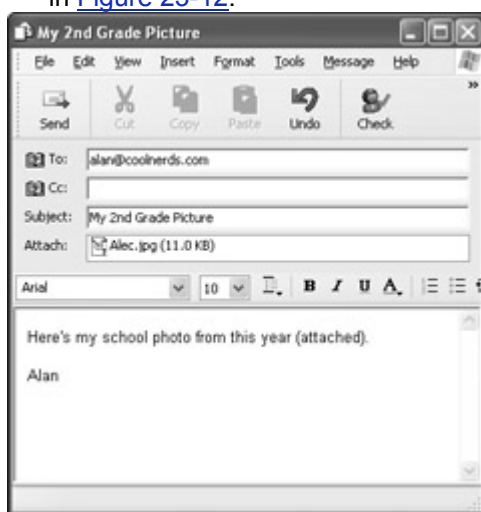 in Figure 23-12.
My 2nd Grade Picture
File Edit View Insert Format Tools Message Help
Send Cut Copy Paste Undo Check
To: alan@coolnerds.com
Cc:
Subject: My 2nd Grade Picture
Attach: Alec.jpg (11.0 KB)
Arial 10 B I U A
Here's my school photo from this year (attached).
Alan